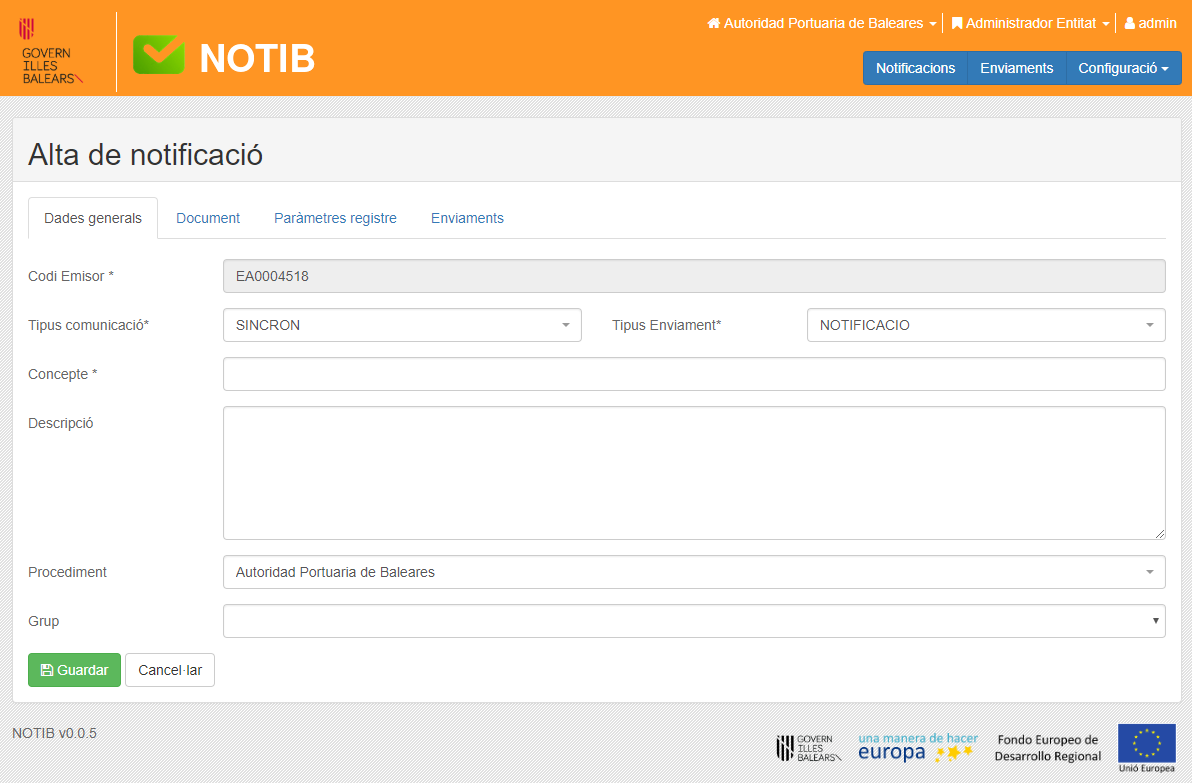 GOVERN
ILLES
BALEARS
NOTIB
Autoridad Portuaria de Baleares
Administrador Entitat
admin
Notificacions
Enviaments
Configuració
Alta de notificació
Dades generals
Document
Paràmetres registre
Enviaments
Codi Emisor *
EA0004518
Tipus comunicació*
SINCRON
Tipus Enviament*
NOTIFICACIO
Concepte *
Descripció
Procediment
Autoridad Portuaria de Baleares
Grup
Guardar
Cancel·lar
NOTIB v0.0.5
GOVERN
ILLES
BALEARS
una manera de hacer
europa
Fondo Europeo de
Desarrollo Regional
Unió Europea